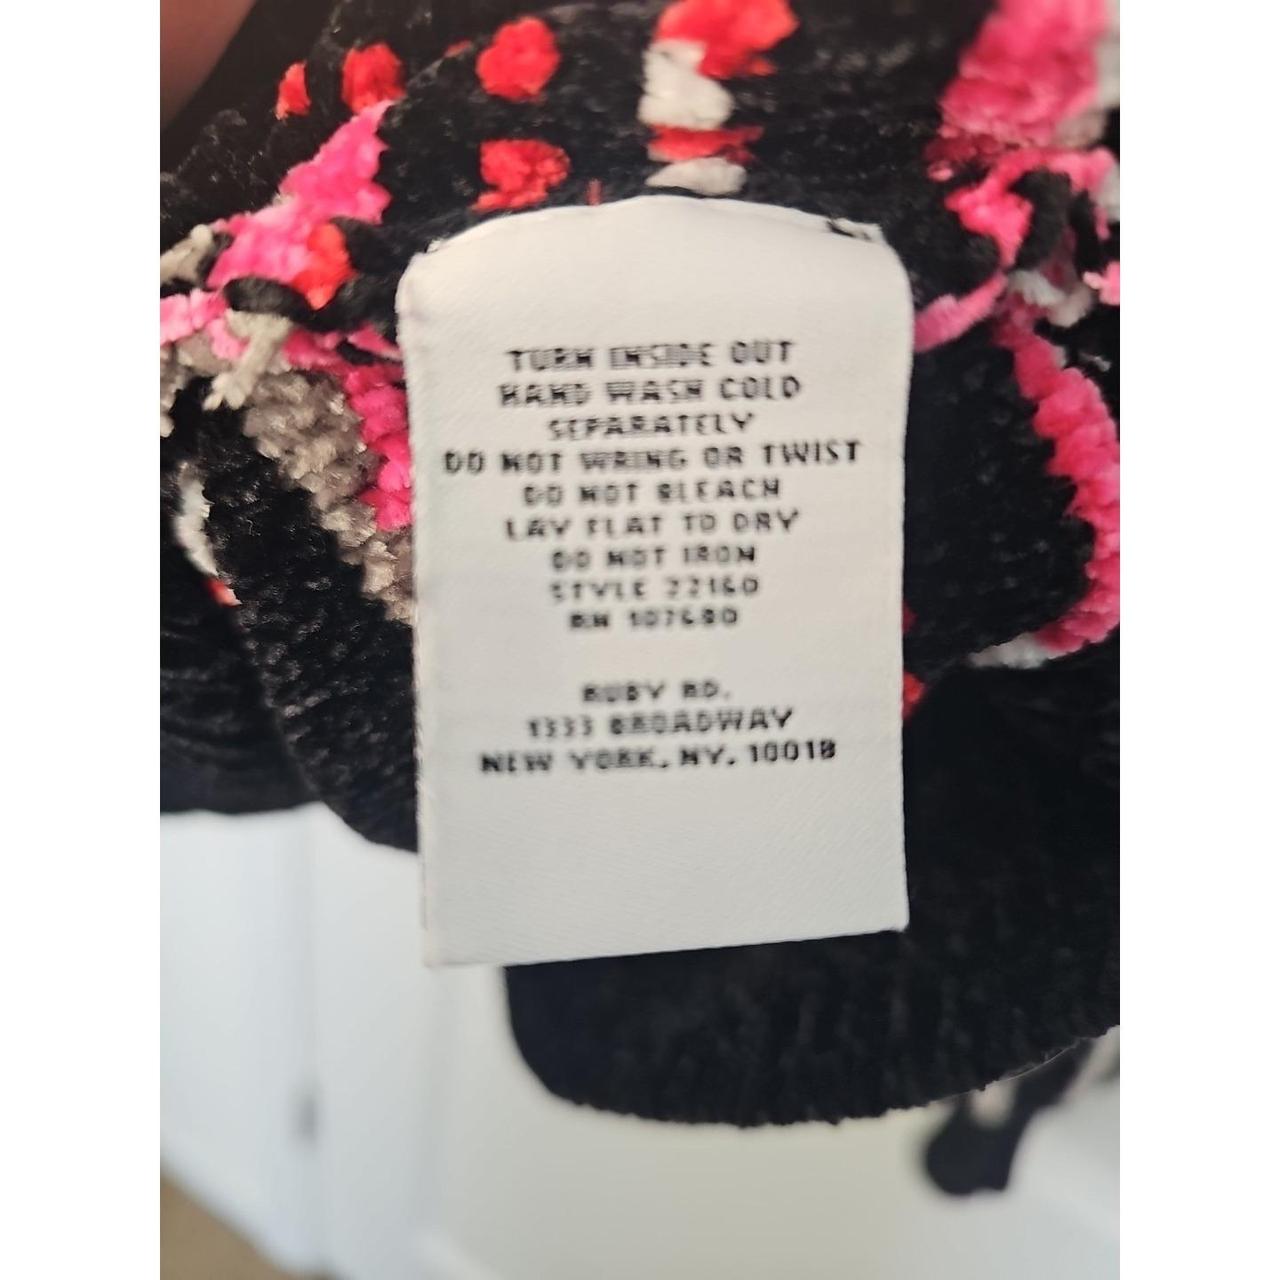 TURN INSIDE OUT
HAND WASH COLD
SEPARATELY
DO NOT WRING OR TWIST
DO NOT BLEACH
LAY FLAT TO DRY
DO NOT IRON
STYLE 22160
RN 107680
RUBY RD.
1333 BROADWAY
NEW YORK, NY. 10018